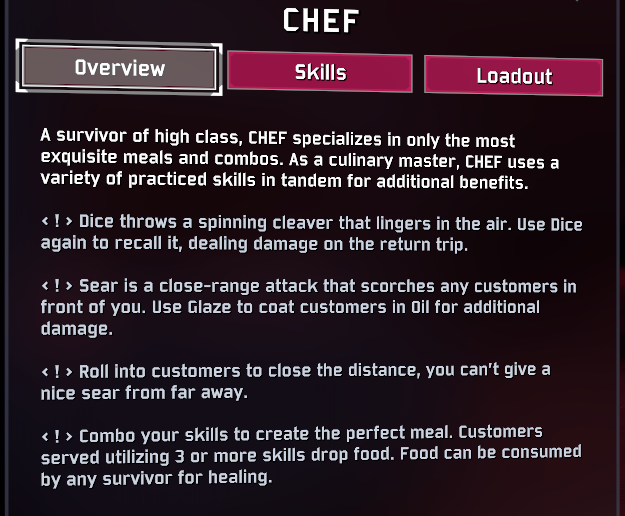 CHEF
Overview
Skills
Loadout
A survivor of high class, CHEF specializes in only the most
exquisite meals and combos. As a culinary master, CHEF uses a
variety of practiced skills in tandem for additional benefits.
< ! > Dice throws a spinning cleaver that lingers in the air. Use Dice
again to recall it, dealing damage on the return trip.
< ! > Sear is a close-range attack that scorches any customers in
front of you. Use Glaze to coat customers in Oil for additional
damage.
< ! > Roll into customers to close the distance, you can't give a
nice sear from far away.
< ! > Combo your skills to create the perfect meal. Customers
served utilizing 3 or more skills drop food. Food can be consumed
by any survivor for healing.